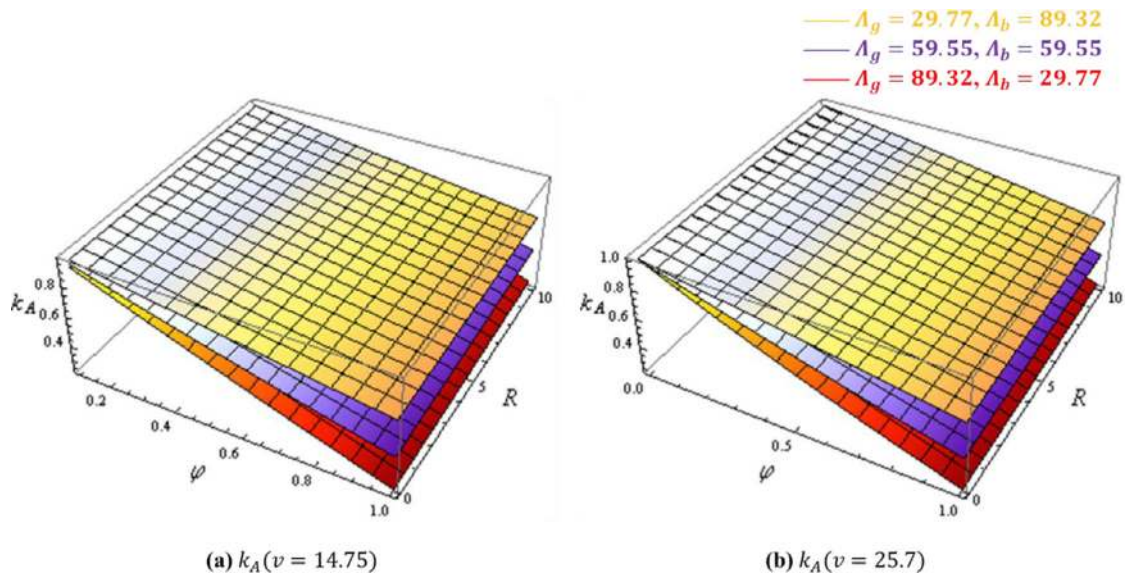 Λg = 29.77, Λb = 89.32
Λg = 59.55, Λb = 59.55
Λg = 89.32, Λb = 29.77
0.8
kA 0.6
0.4
0.2
0.4
0.6
0.8
1.0
φ
0
5
10
R
1.0
0.8
kA 0.6
0.4
0.0
0.5
1.0
φ
0
5
10
R
(a) kA(v = 14.75)
(b) kA(v = 25.7)